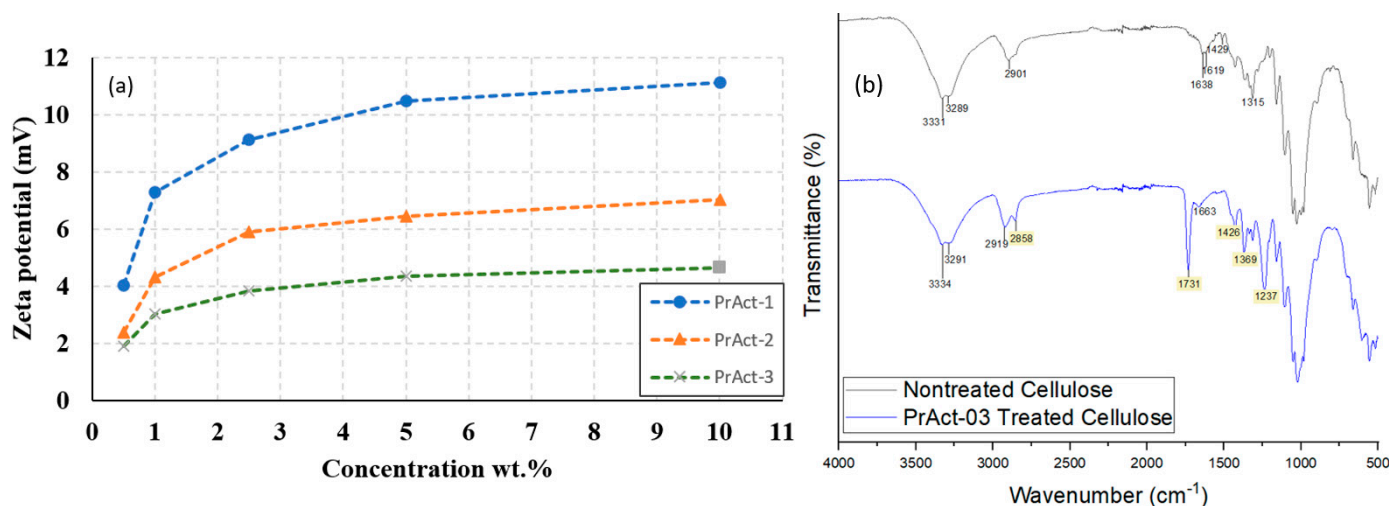 (a)
Zeta potential (mV)
12
10
8
6
4
2
0
0 1 2 3 4 5 6 7 8 9 10 11
Concentration wt.%
PrAct-1
PrAct-2
PrAct-3
(b)
Transmittance (%)
3331
3289
2901
1638
1619
1429
1315
3334
3291
2919
2858
1731
1663
1426
1369
1237
Nontreated Cellulose
PrAct-03 Treated Cellulose
4000 3500 3000 2500 2000 1500 1000 500
Wavenumber (cm⁻¹)